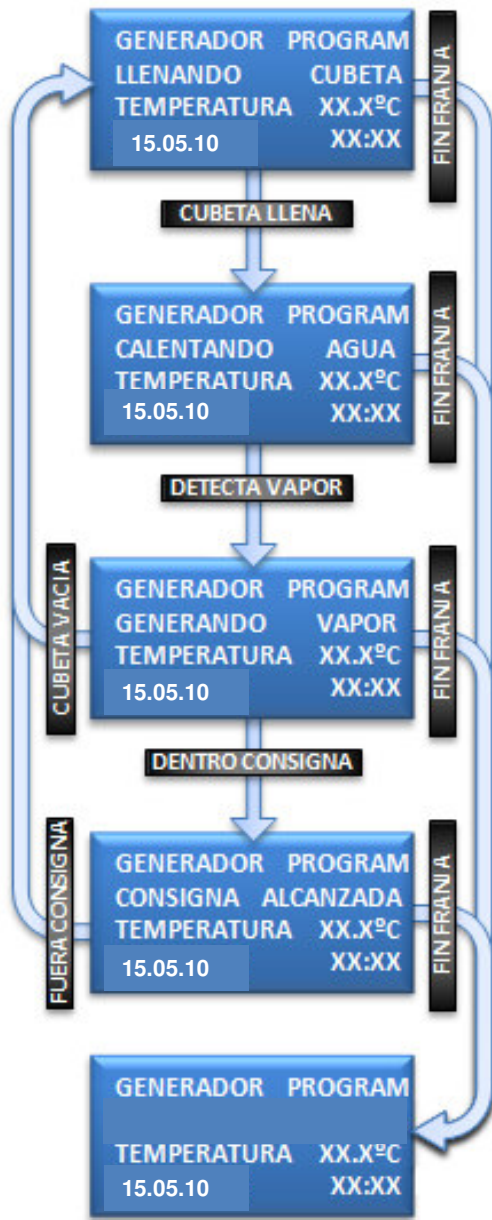 GENERADOR PROGRAM
LLENANDO CUBETA
TEMPERATURA XX.XºC
15.05.10 XX:XX
FIN FRANJA
CUBETA LLENA
GENERADOR PROGRAM
CALENTANDO AGUA
TEMPERATURA XX.XºC
15.05.10 XX:XX
FIN FRANJA
DETECTA VAPOR
GENERADOR PROGRAM
GENERANDO VAPOR
TEMPERATURA XX.XºC
15.05.10 XX:XX
CUBETA VACIA
FIN FRANJA
DENTRO CONSIGNA
GENERADOR PROGRAM
CONSIGNA ALCANZADA
TEMPERATURA XX.XºC
15.05.10 XX:XX
FUERA CONSIGNA
FIN FRANJA
GENERADOR PROGRAM
TEMPERATURA XX.XºC
15.05.10 XX:XX